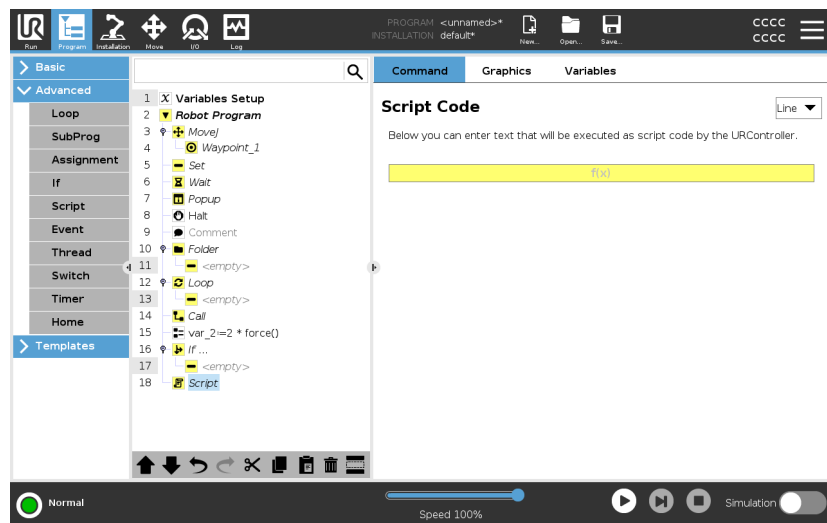 UR
PROGRAM <unnamed>*
INSTALLATION default*
CCCC
CCCC
Run Program Installation Move I/O Log New... Open... Save...
Basic
Advanced
Loop
SubProg
Assignment
If
Script
Event
Thread
Switch
Timer
Home
Templates
1 X Variables Setup
2 Robot Program
3 MoveJ
4 Waypoint_1
5 Set
6 Wait
7 Popup
8 Halt
9 Comment
10 Folder
11 <empty>
12 Loop
13 <empty>
14 Call
15 var_2:=2 * force()
16 If ...
17 <empty>
18 Script
Command Graphics Variables
Script Code
Line
Below you can enter text that will be executed as script code by the URController.
f(x)
Normal
Speed 100%
Simulation